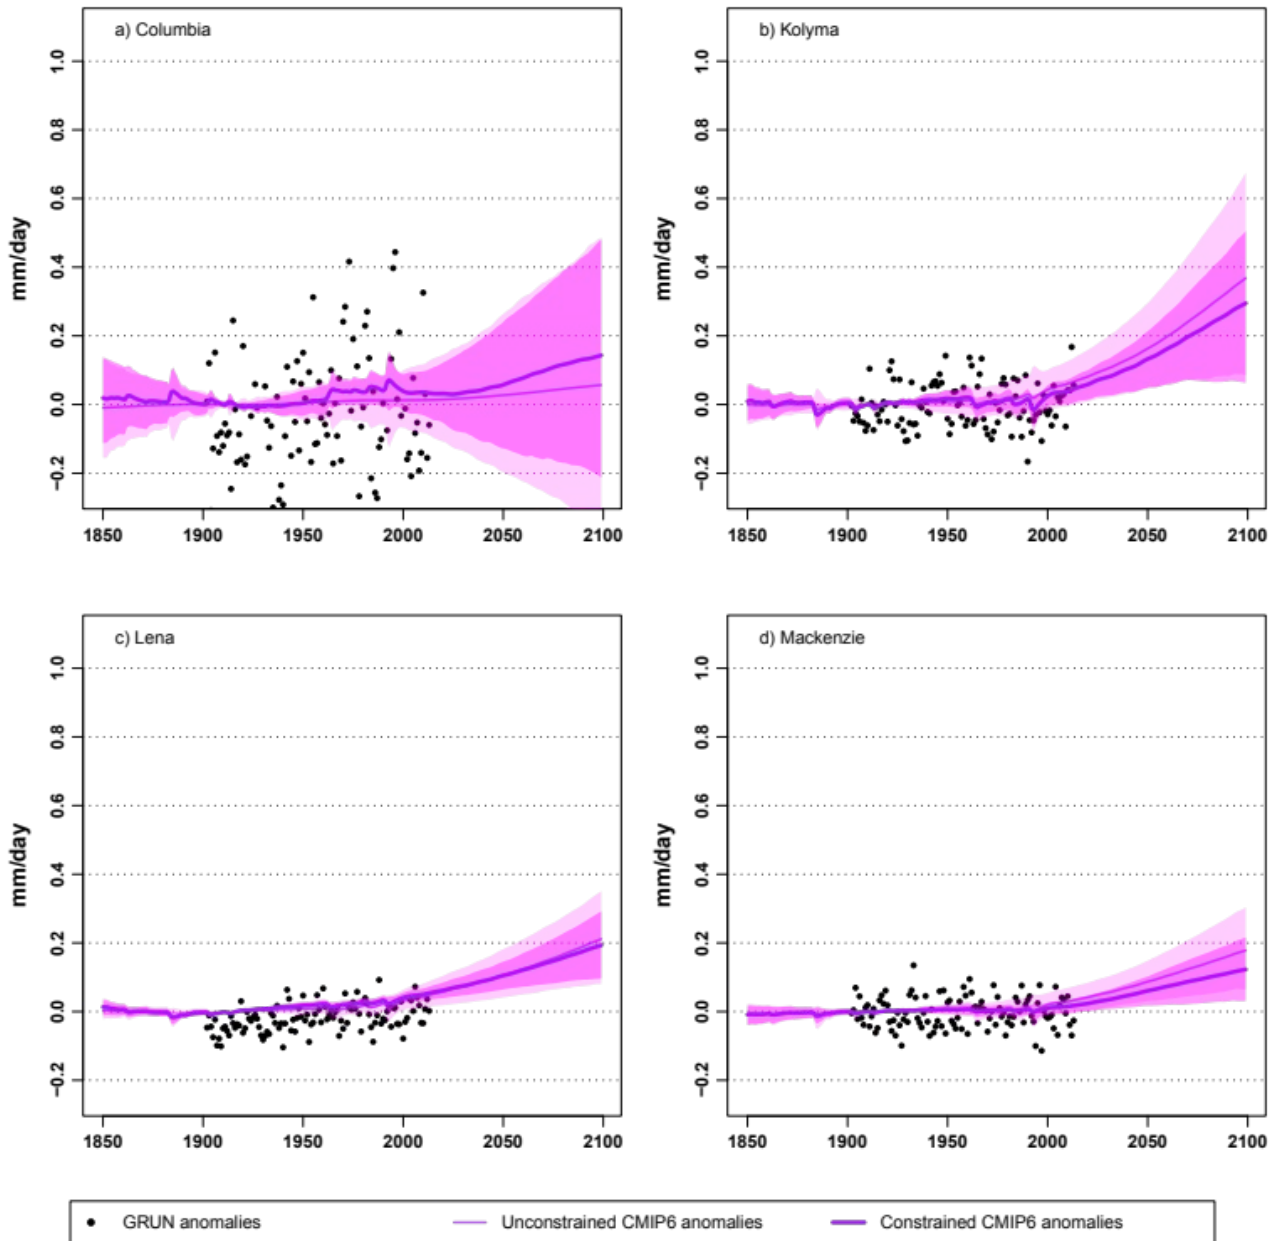 a) Columbia
mm/day
1.0
0.8
0.6
0.4
0.2
0.0
−0.2
1850 1900 1950 2000 2050 2100
b) Kolyma
mm/day
1.0
0.8
0.6
0.4
0.2
0.0
−0.2
1850 1900 1950 2000 2050 2100
c) Lena
mm/day
1.0
0.8
0.6
0.4
0.2
0.0
−0.2
1850 1900 1950 2000 2050 2100
d) Mackenzie
mm/day
1.0
0.8
0.6
0.4
0.2
0.0
−0.2
1850 1900 1950 2000 2050 2100
GRUN anomalies Unconstrained CMIP6 anomalies Constrained CMIP6 anomalies